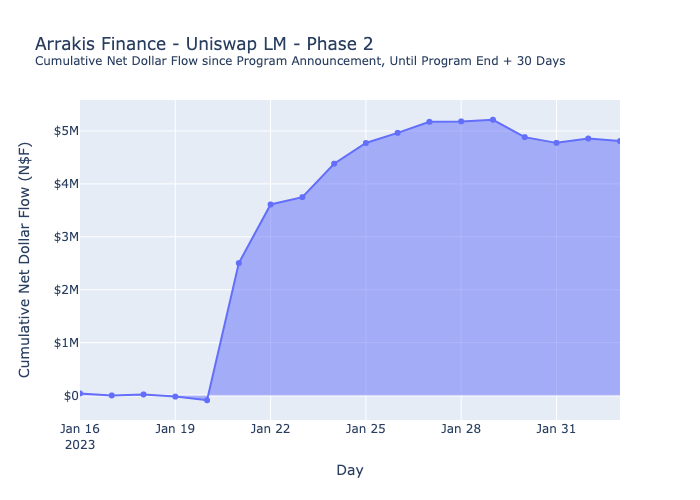 Arrakis Finance - Uniswap LM - Phase 2
Cumulative Net Dollar Flow since Program Announcement, Until Program End + 30 Days
Cumulative Net Dollar Flow (N$F)
$5M
$4M
$3M
$2M
$1M
$0
Jan 16 Jan 19 Jan 22 Jan 25 Jan 28 Jan 31
2023
Day